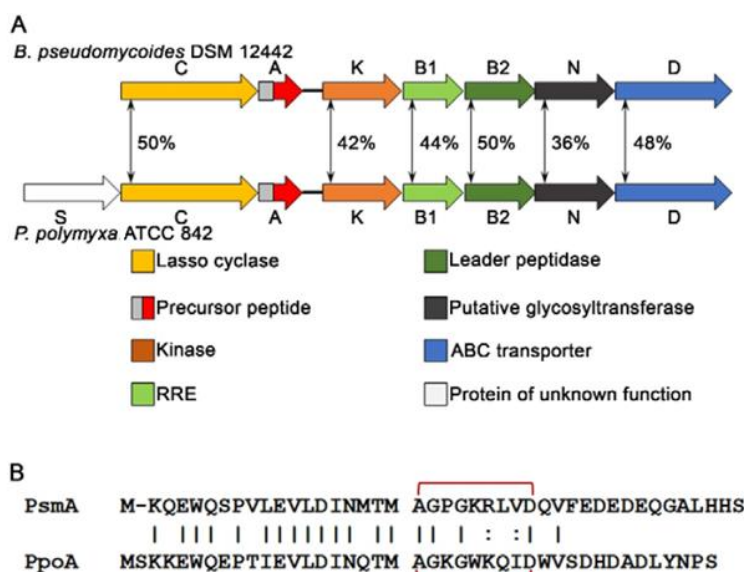 A
B. pseudomycoides DSM 12442
C A K B1 B2 N D
50% 42% 44% 50% 36% 48%
S C A K B1 B2 N D
P. polymyxa ATCC 842
Lasso cyclase Leader peptidase
Precursor peptide Putative glycosyltransferase
Kinase ABC transporter
RRE Protein of unknown function
B
PsmA M-KQEWQSPVLEVLDINMTM AGPGKRLVDQVFEDEDEQGALHHS
PpoA MSKKEWQEPTIEVLDINQTM AGKGWKQIDWVSDHDADLYNPS